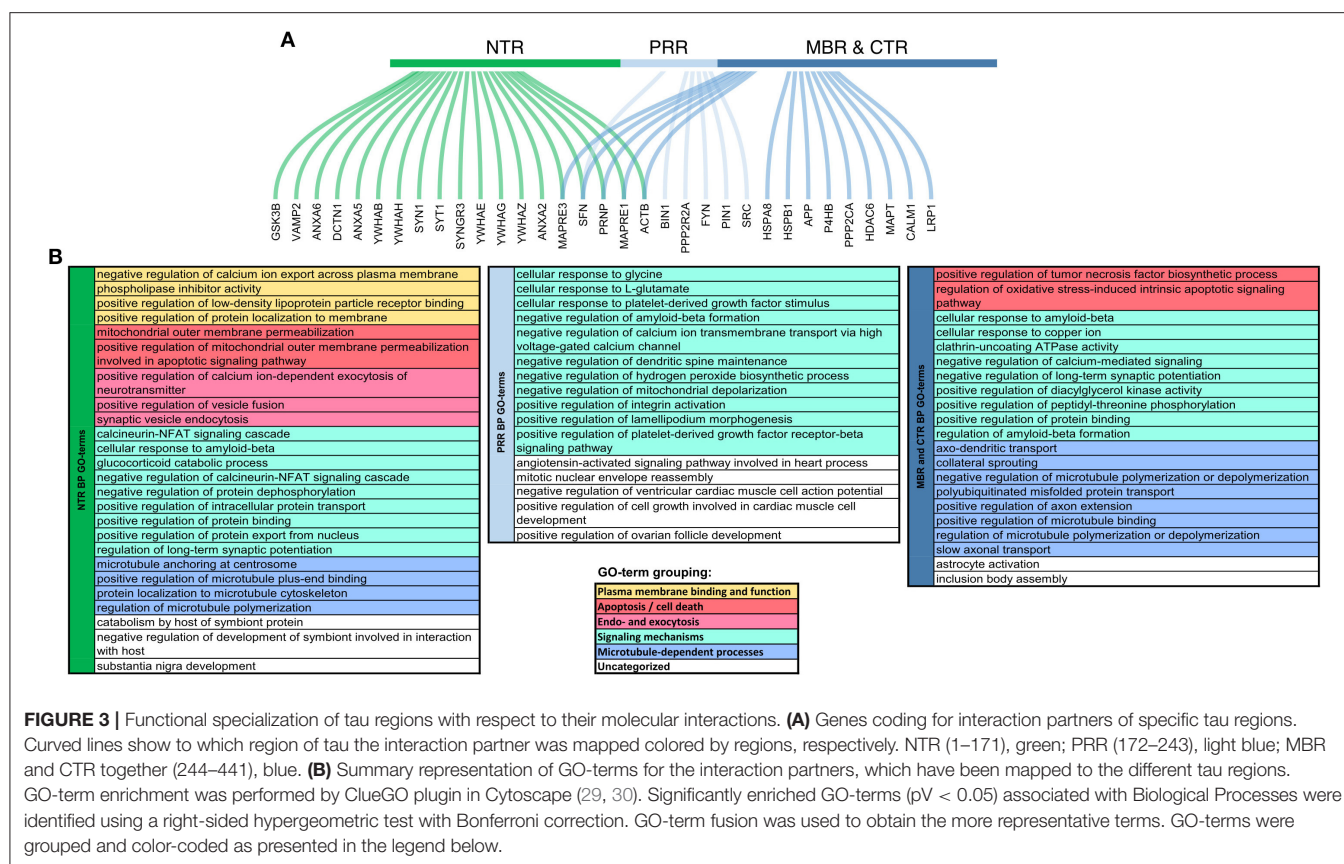 A
NTR
PRR
MBR & CTR
GSK3B
VAMP2
ANXA6
DCTN1
ANXA5
YWHAB
YWHAH
SYN1
SYT1
SYNGR3
YWHAE
YWHAG
YWHAZ
ANXA2
MAPRE3
SFN
PRNP
MAPRE1
ACTB
BIN1
PPP2R2A
FYN
PIN1
SRC
HSPA8
HSPB1
APP
P4HB
PPP2CA
HDAC6
MAPT
CALM1
LRP1
B
NTR BP GO-terms
negative regulation of calcium ion export across plasma membrane
phospholipase inhibitor activity
positive regulation of low-density lipoprotein particle receptor binding
positive regulation of protein localization to membrane
mitochondrial outer membrane permeabilization
positive regulation of mitochondrial outer membrane permeabilization
involved in apoptotic signaling pathway
positive regulation of calcium ion-dependent exocytosis of
neurotransmitter
positive regulation of vesicle fusion
synaptic vesicle endocytosis
calcineurin-NFAT signaling cascade
cellular response to amyloid-beta
glucocorticoid catabolic process
negative regulation of calcineurin-NFAT signaling cascade
negative regulation of protein dephosphorylation
positive regulation of intracellular protein transport
positive regulation of protein binding
positive regulation of protein export from nucleus
regulation of long-term synaptic potentiation
microtubule anchoring at centrosome
positive regulation of microtubule plus-end binding
protein localization to microtubule cytoskeleton
regulation of microtubule polymerization
catabolism by host of symbiont protein
negative regulation of development of symbiont involved in interaction
with host
substantia nigra development
PRR BP GO-terms
cellular response to glycine
cellular response to L-glutamate
cellular response to platelet-derived growth factor stimulus
negative regulation of amyloid-beta formation
negative regulation of calcium ion transmembrane transport via high
voltage-gated calcium channel
negative regulation of dendritic spine maintenance
negative regulation of hydrogen peroxide biosynthetic process
negative regulation of mitochondrial depolarization
positive regulation of integrin activation
positive regulation of lamellipodium morphogenesis
positive regulation of platelet-derived growth factor receptor-beta
signaling pathway
angiotensin-activated signaling pathway involved in heart process
mitotic nuclear envelope reassembly
negative regulation of ventricular cardiac muscle cell action potential
positive regulation of cell growth involved in cardiac muscle cell
development
positive regulation of ovarian follicle development
MBR and CTR BP GO-terms
positive regulation of tumor necrosis factor biosynthetic process
regulation of oxidative stress-induced intrinsic apoptotic signaling
pathway
cellular response to amyloid-beta
cellular response to copper ion
clathrin-uncoating ATPase activity
negative regulation of calcium-mediated signaling
negative regulation of long-term synaptic potentiation
positive regulation of diacylglycerol kinase activity
positive regulation of peptidyl-threonine phosphorylation
positive regulation of protein binding
regulation of amyloid-beta formation
axo-dendritic transport
collateral sprouting
negative regulation of microtubule polymerization or depolymerization
polyubiquitinated misfolded protein transport
positive regulation of axon extension
positive regulation of microtubule binding
regulation of microtubule polymerization or depolymerization
slow axonal transport
astrocyte activation
inclusion body assembly
GO-term grouping:
Plasma membrane binding and function
Apoptosis / cell death
Endo- and exocytosis
Signaling mechanisms
Microtubule-dependent processes
Uncategorized
FIGURE 3 | Functional specialization of tau regions with respect to their molecular interactions. (A) Genes coding for interaction partners of specific tau regions.
Curved lines show to which region of tau the interaction partner was mapped colored by regions, respectively. NTR (1–171), green; PRR (172–243), light blue; MBR
and CTR together (244–441), blue. (B) Summary representation of GO-terms for the interaction partners, which have been mapped to the different tau regions.
GO-term enrichment was performed by ClueGO plugin in Cytoscape (29, 30). Significantly enriched GO-terms (pV < 0.05) associated with Biological Processes were
identified using a right-sided hypergeometric test with Bonferroni correction. GO-term fusion was used to obtain the more representative terms. GO-terms were
grouped and color-coded as presented in the legend below.